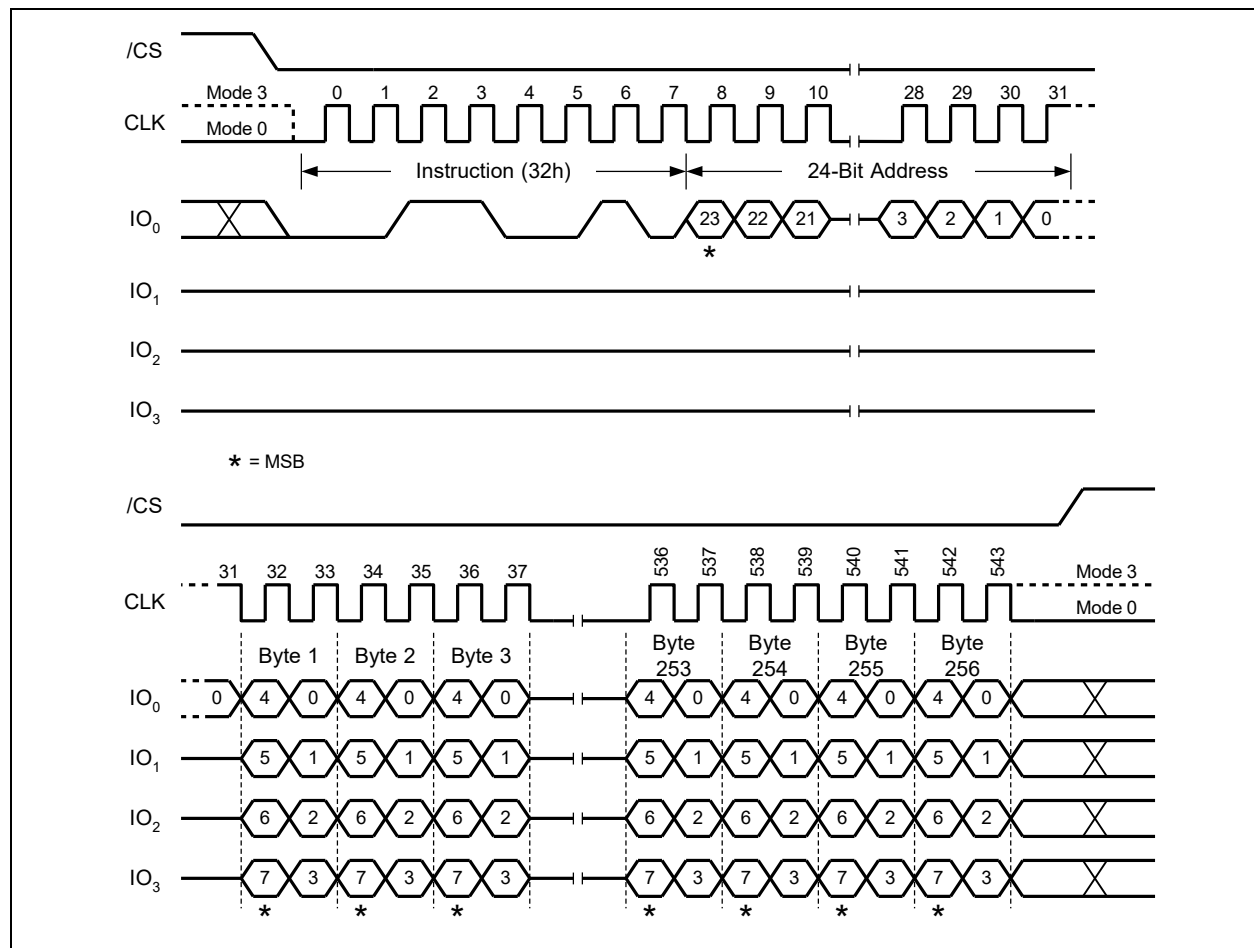 /CS
Mode 3 0 1 2 3 4 5 6 7 8 9 10 28 29 30 31
CLK
Mode 0
Instruction (32h) 24-Bit Address
IO0 23 22 21 3 2 1 0
*
IO1
IO2
IO3
* = MSB
/CS
31 32 33 34 35 36 37 536 537 538 539 540 541 542 543 Mode 3
CLK
Mode 0
Byte 1 Byte 2 Byte 3 Byte 253 Byte 254 Byte 255 Byte 256
IO0 0 4 0 4 0 4 0 4 0 4 0 4 0 4 0
IO1 5 1 5 1 5 1 5 1 5 1 5 1 5 1
IO2 6 2 6 2 6 2 6 2 6 2 6 2 6 2
IO3 7 3 7 3 7 3 7 3 7 3 7 3 7 3
* * * * * * *